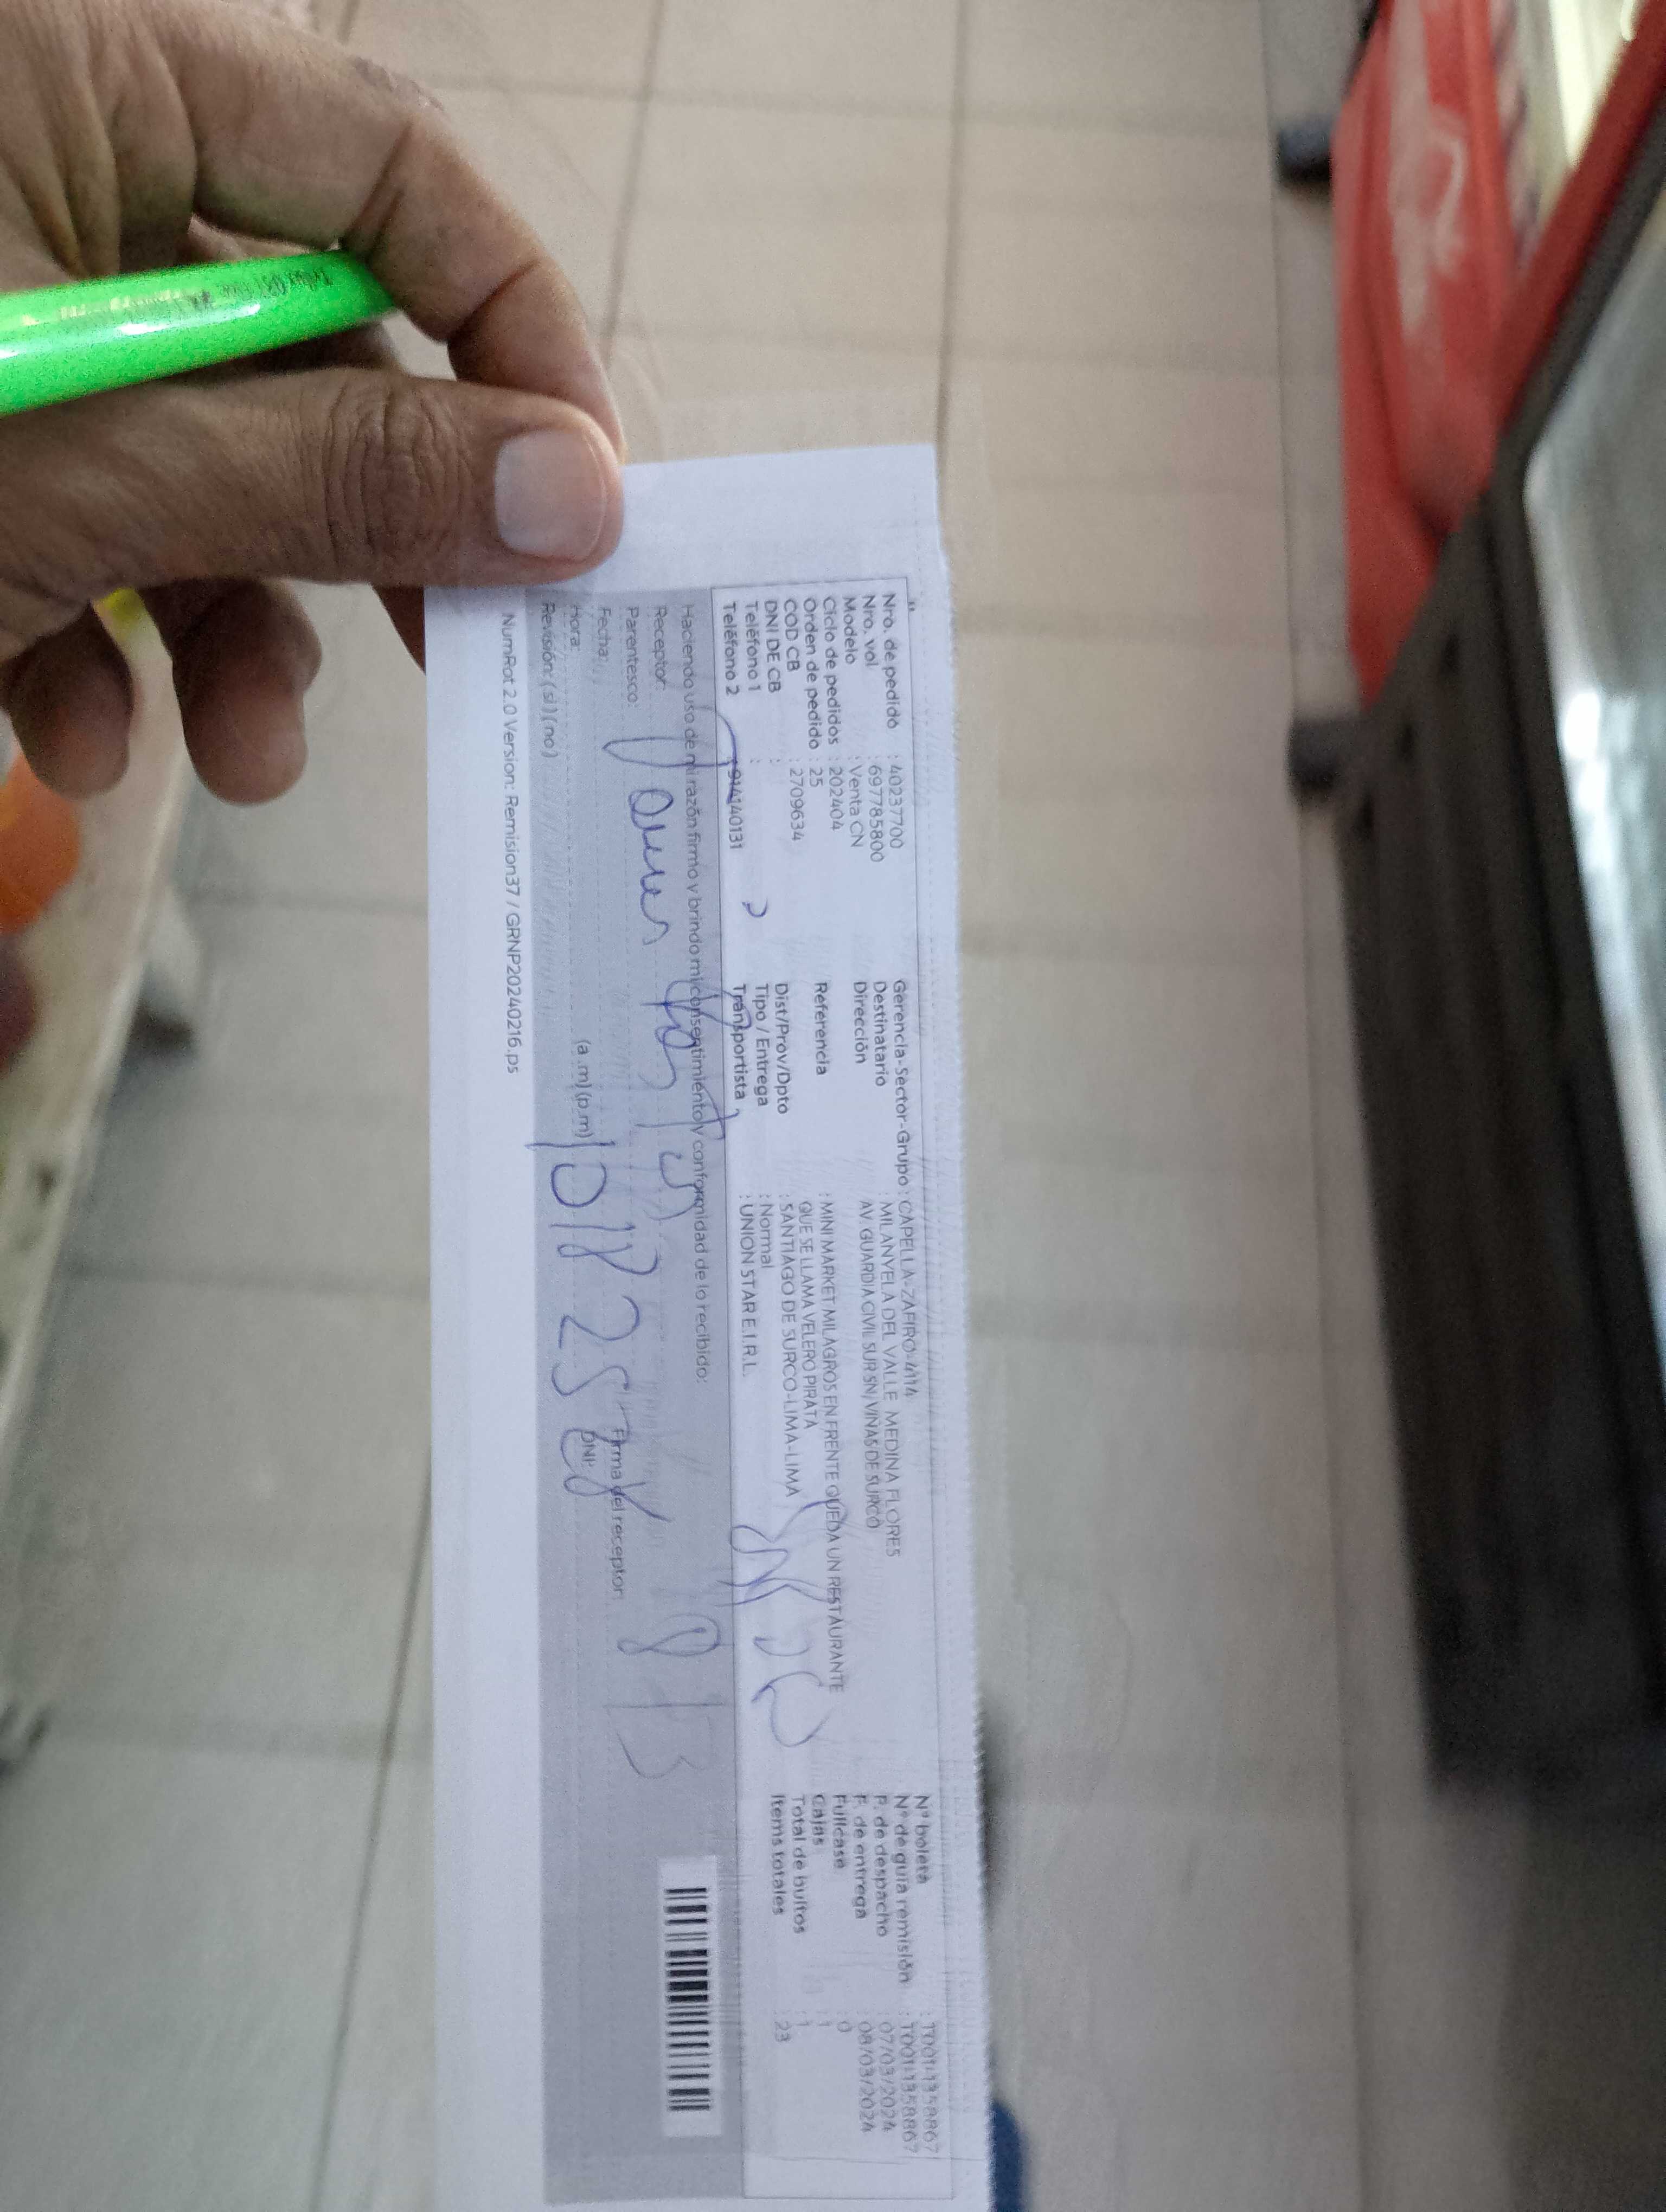 Nro. de pedido : 40237700
Nro. vol : 697785800
Modelo : Venta CN
Ciclo de pedidos : 202404
Orden de pedido : 25
COD CB : 2709634
DNI DE CB :
Teléfono 1 :
Teléfono 2 : 914140131
Gerencia-Sector-Grupo : CAPELLA-ZAFIRO-4114
Destinatario : MILANYELA DEL VALLE MEDINA FLORES
Dirección AV. GUARDIA CIVIL SUR SN, VIÑAS DE SURCO
Referencia : MINI MARKET MILAGROS EN FRENTE QUEDA UN RESTAURANTE
QUE SE LLAMA VELERO PIRATA
Dist/Prov/Dpto : SANTIAGO DE SURCO-LIMA-LIMA
Tipo / Entrega : Normal
Transportista : UNION STAR E.I.R.L.
Nº boleta : T001-1358867
Nº de guía remisión : T001-1358867
P. de despacho : 07/03/2024
F. de entrega : 08/03/2024
Fullcase : 0
Cajas : 1
Total de bultos : 1
Items totales : 23
Haciendo uso de mi razón firmo y brindo mi consentimiento y conformidad de lo recibido:
Receptor:
Parentesco:
Fecha:
Hora: (a .m) (p.m)
Revisión: ( si ) ( no )
Firma del receptor:
DNI:
NumRot 2.0 Version: Remision37 / GRNP20240216.ps